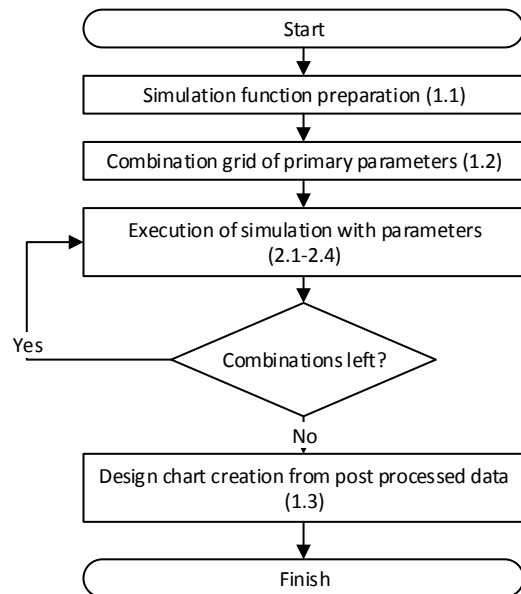 Start
Simulation function preparation (1.1)
Combination grid of primary parameters (1.2)
Execution of simulation with parameters
(2.1-2.4)
Yes
Combinations left?
No
Design chart creation from post processed data
(1.3)
Finish